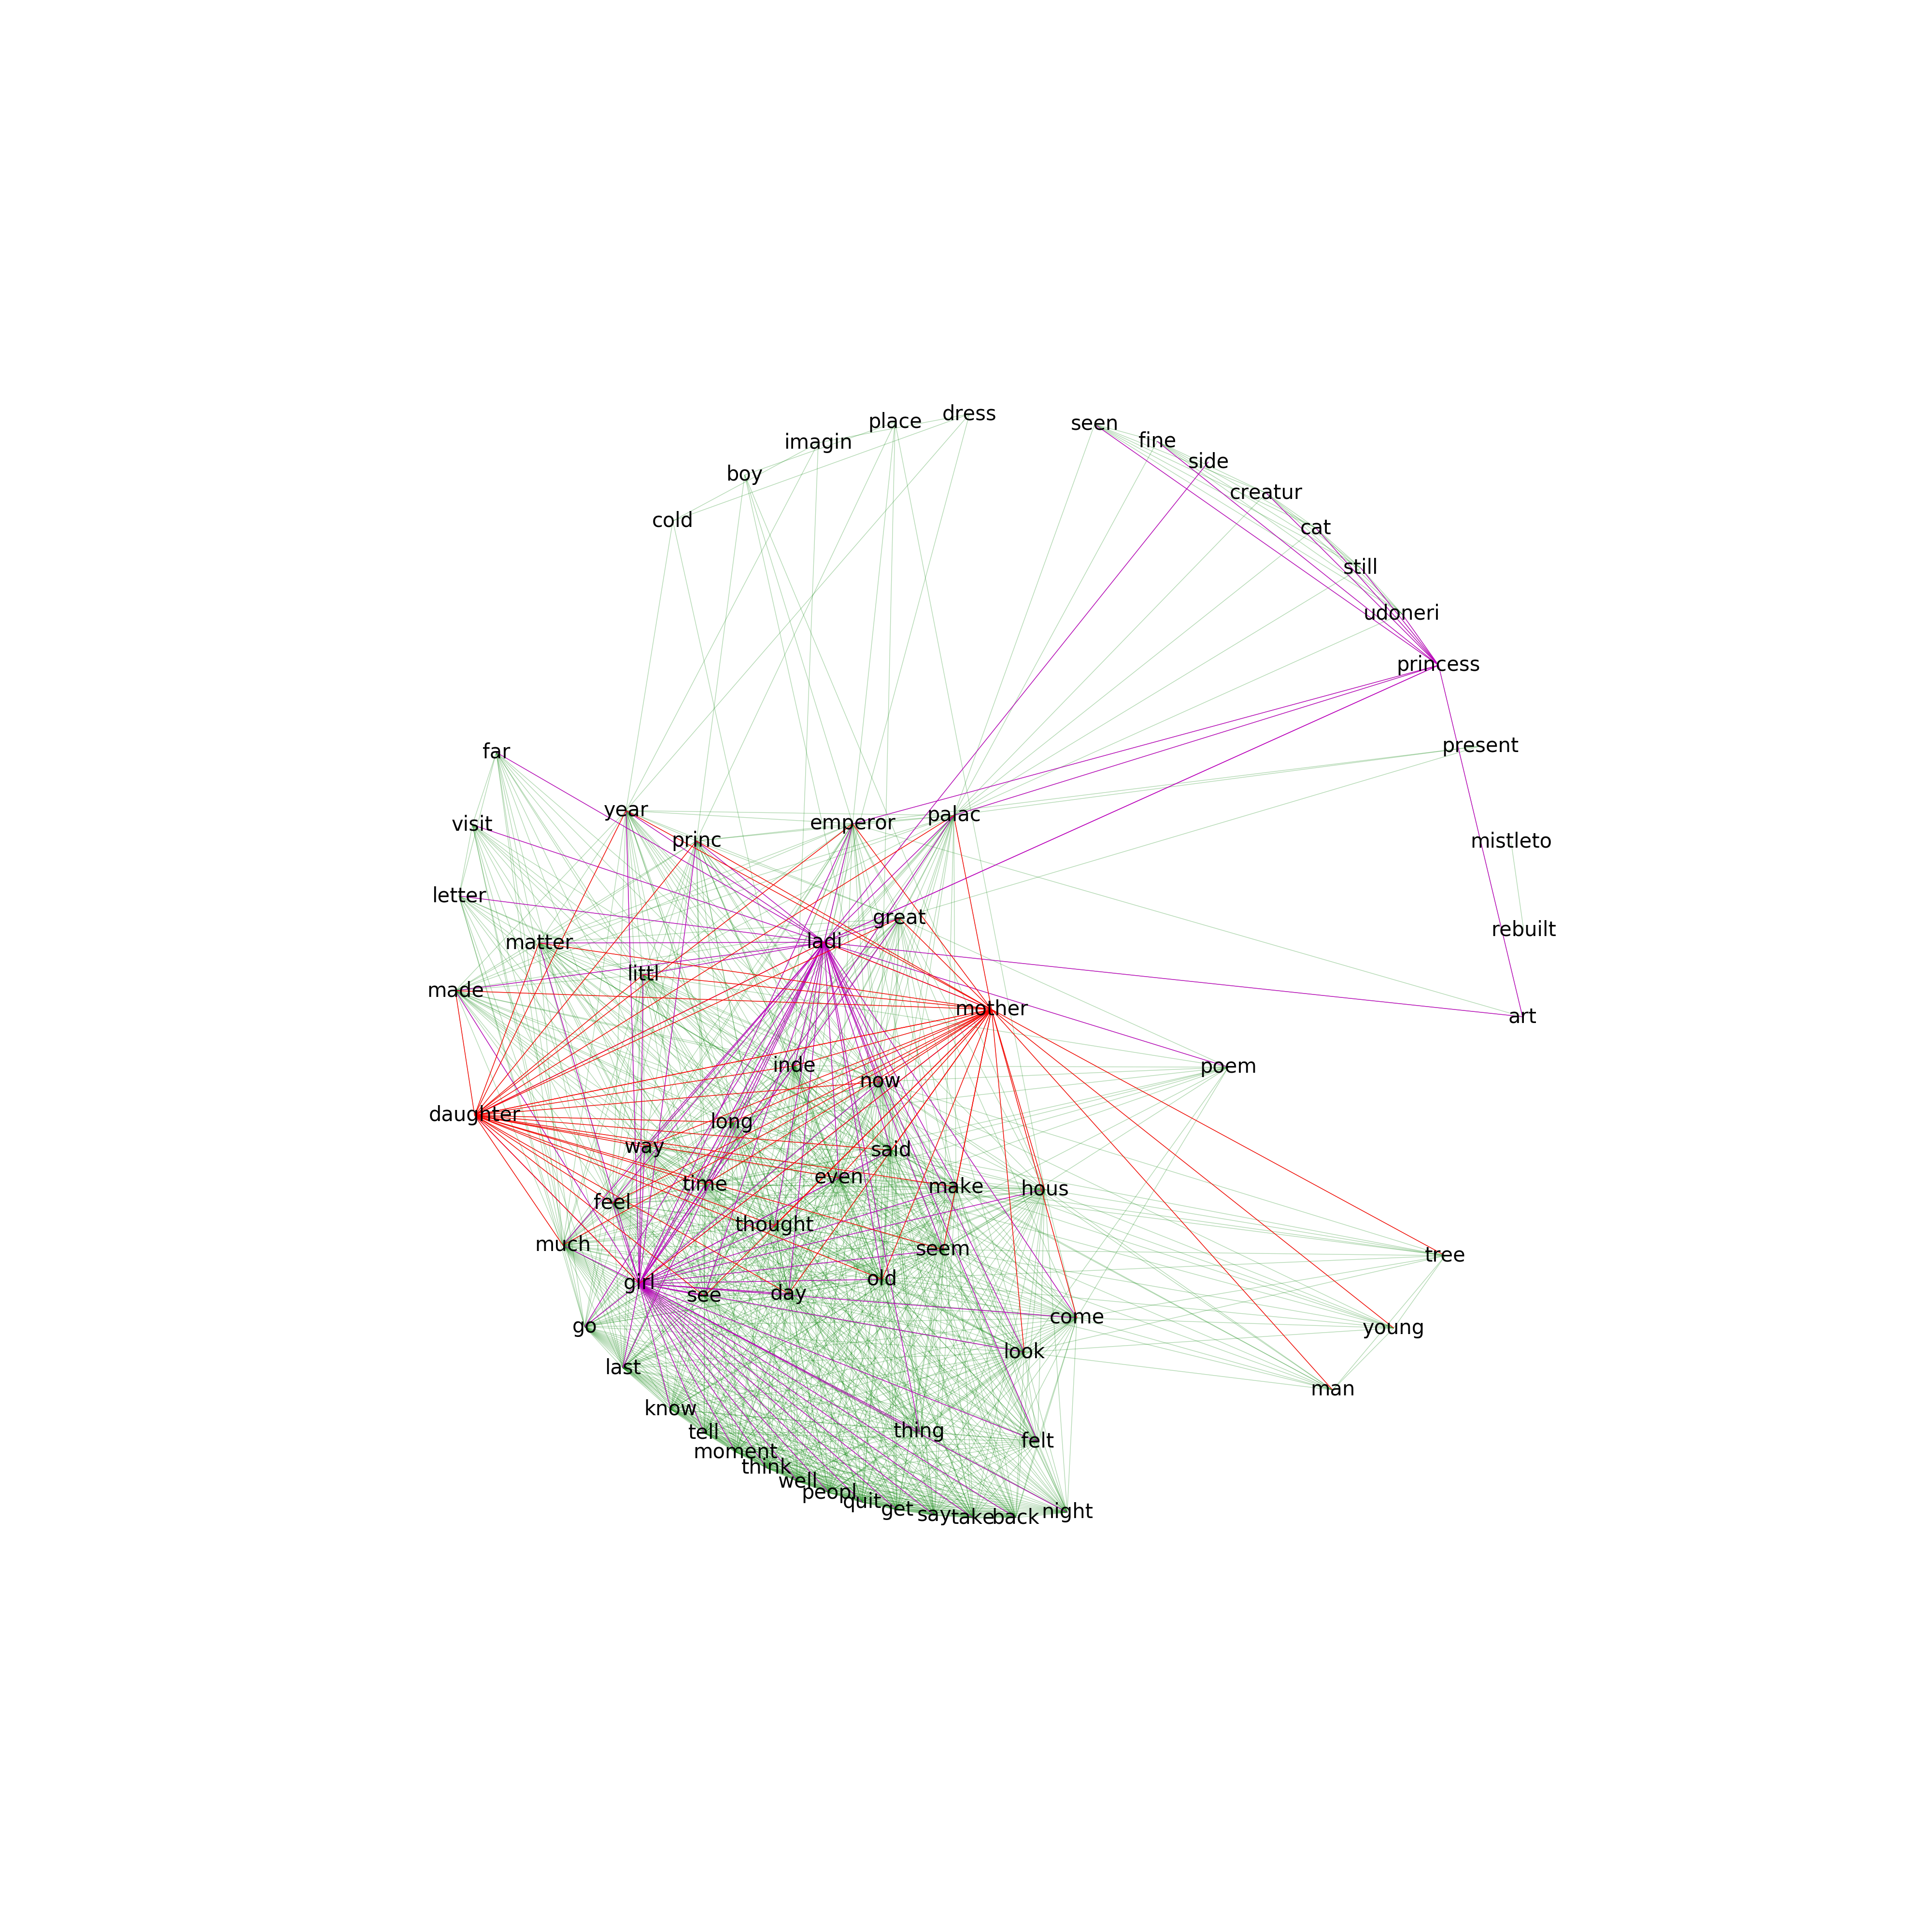 dress
place
seen
imagin
fine
side
boy
creatur
cold
cat
still
udoneri
princess
present
far
year
palac
emperor
visit
princ
mistleto
letter
great
rebuilt
ladi
matter
littl
made
mother
art
inde
poem
now
daughter
long
way
said
even
time
make
hous
feel
thought
much
seem
tree
old
girl
day
see
come
go
young
look
last
man
know
thing
tell
felt
moment
think
well
peopl
quit
get
night
say
take
back